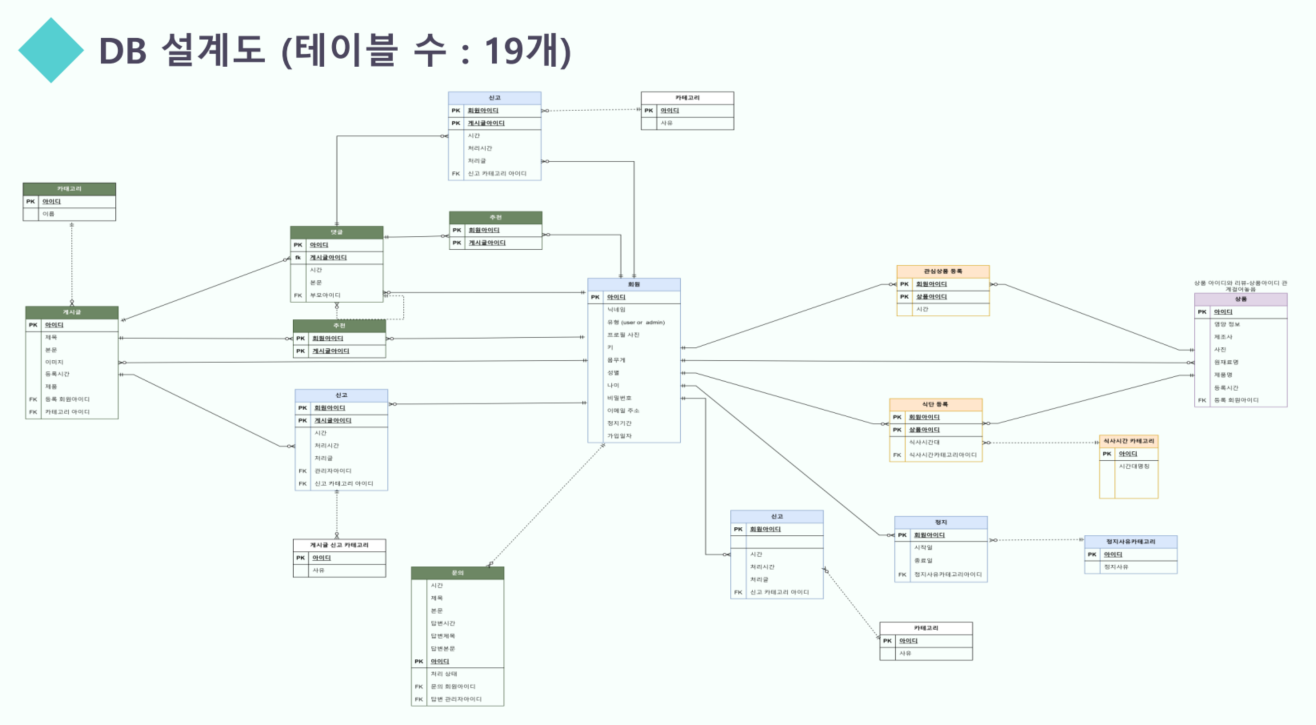 DB 설계도 (테이블 수 : 19개)
신고
PK 회원아이디
PK 게시글아이디
시간
처리시간
처리글
FK 신고 카테고리 아이디
카테고리
PK 아이디
사유
카테고리
PK 아이디
이름
댓글
PK 아이디
fk 게시글아이디
시간
본문
FK 부모아이디
추천
PK 회원아이디
PK 게시글아이디
추천
PK 회원아이디
PK 게시글아이디
게시글
PK 아이디
제목
본문
이미지
등록시간
제품
FK 등록 회원아이디
FK 카테고리 아이디
신고
PK 회원아이디
PK 게시글아이디
시간
처리시간
처리글
FK 관리자아이디
FK 신고 카테고리 아이디
게시글 신고 카테고리
PK 아이디
사유
회원
PK 아이디
닉네임
유형 (user or admin)
프로필 사진
키
몸무게
성별
나이
비밀번호
이메일 주소
정지기간
가입일자
문의
시간
제목
본문
답변시간
답변제목
답변본문
PK 아이디
처리 상태
FK 문의 회원아이디
FK 답변 관리자아이디
관심상품 등록
PK 회원아이디
PK 상품아이디
시간
상품 아이디와 리뷰-상품아이디 관
계걸어놓음
상품
PK 아이디
영양 정보
제조사
사진
원재료명
제품명
등록시간
FK 등록 회원아이디
식단 등록
PK 회원아이디
PK 상품아이디
식사시간대
FK 식사시간카테고리아이디
식사시간 카테고리
PK 아이디
시간대명칭
신고
PK 회원아이디
시간
처리시간
처리글
FK 신고 카테고리 아이디
정지
PK 회원아이디
시작일
종료일
FK 정지사유카테고리아이디
정지사유카테고리
PK 아이디
정지사유
카테고리
PK 아이디
사유